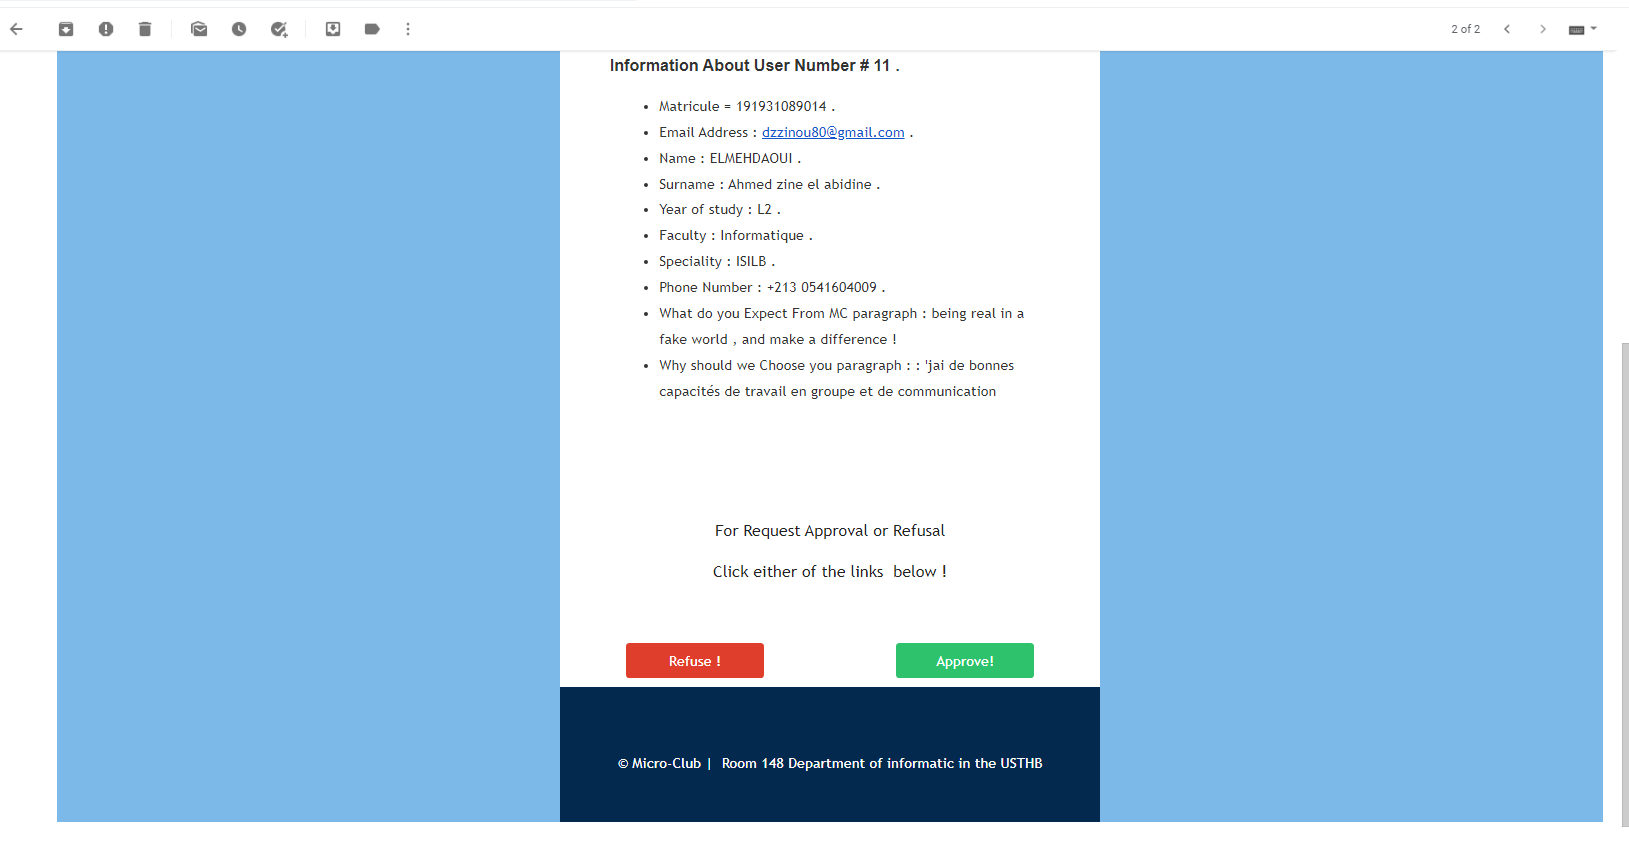 2 of 2
Information About User Number # 11 .
Matricule = 191931089014 .
Email Address : dzzinou80@gmail.com .
Name : ELMEHDAOUI .
Surname : Ahmed zine el abidine .
Year of study : L2 .
Faculty : Informatique .
Speciality : ISILB .
Phone Number : +213 0541604009 .
What do you Expect From MC paragraph : being real in a
fake world , and make a difference !
Why should we Choose you paragraph : : 'jai de bonnes
capacités de travail en groupe et de communication
For Request Approval or Refusal
Click either of the links  below !
Refuse !
Approve!
© Micro-Club |  Room 148 Department of informatic in the USTHB